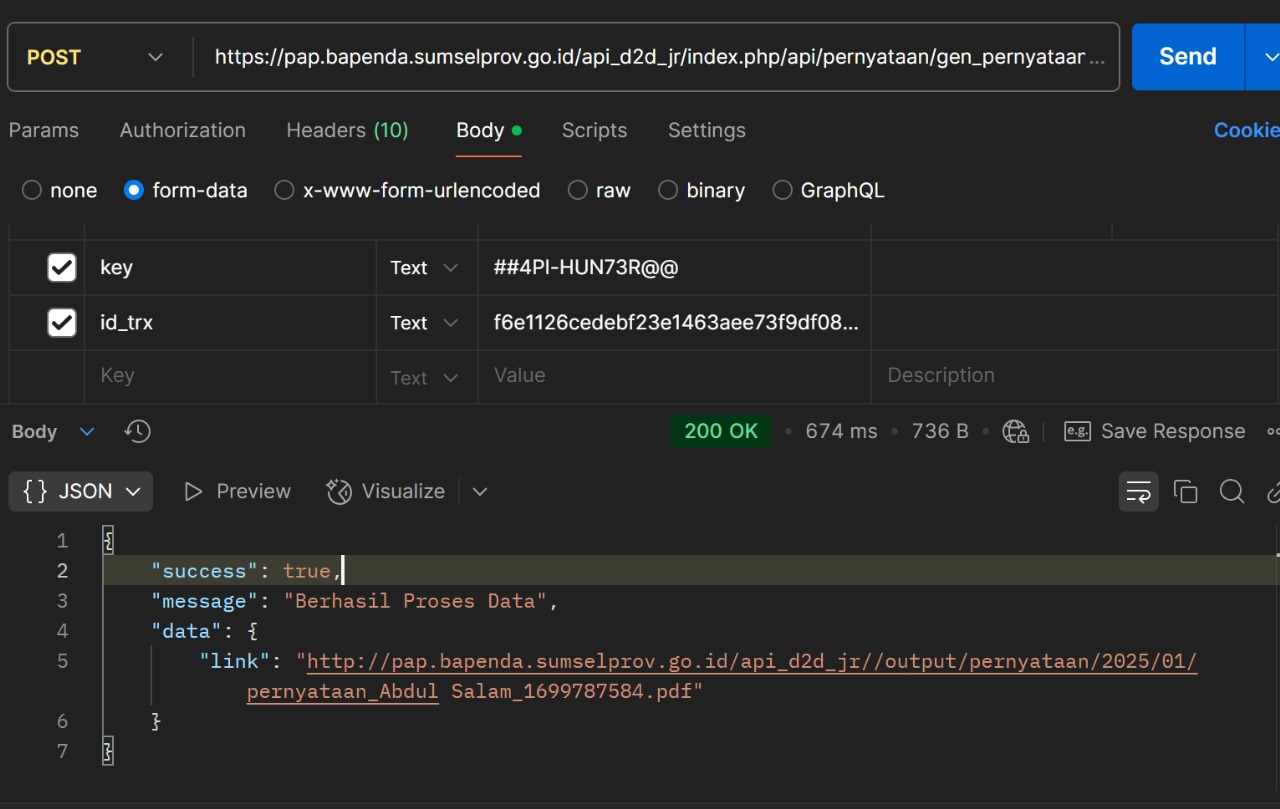 POST https://pap.bapenda.sumselprov.go.id/api_d2d_jr/index.php/api/pernyataan/gen_pernyataar ... Send
Params Authorization Headers (10) Body Scripts Settings Cookie
none form-data x-www-form-urlencoded raw binary GraphQL
key Text ##4PI-HUN73R@@
id_trx Text f6e1126cedebf23e1463aee73f9df08...
Key Text Value Description
Body 200 OK • 674 ms • 736 B • e.g. Save Response
{} JSON Preview Visualize
1 {
2 "success": true,
3 "message": "Berhasil Proses Data",
4 "data": {
5 "link": "http://pap.bapenda.sumselprov.go.id/api_d2d_jr//output/pernyataan/2025/01/
pernyataan_Abdul Salam_1699787584.pdf"
6 }
7 }